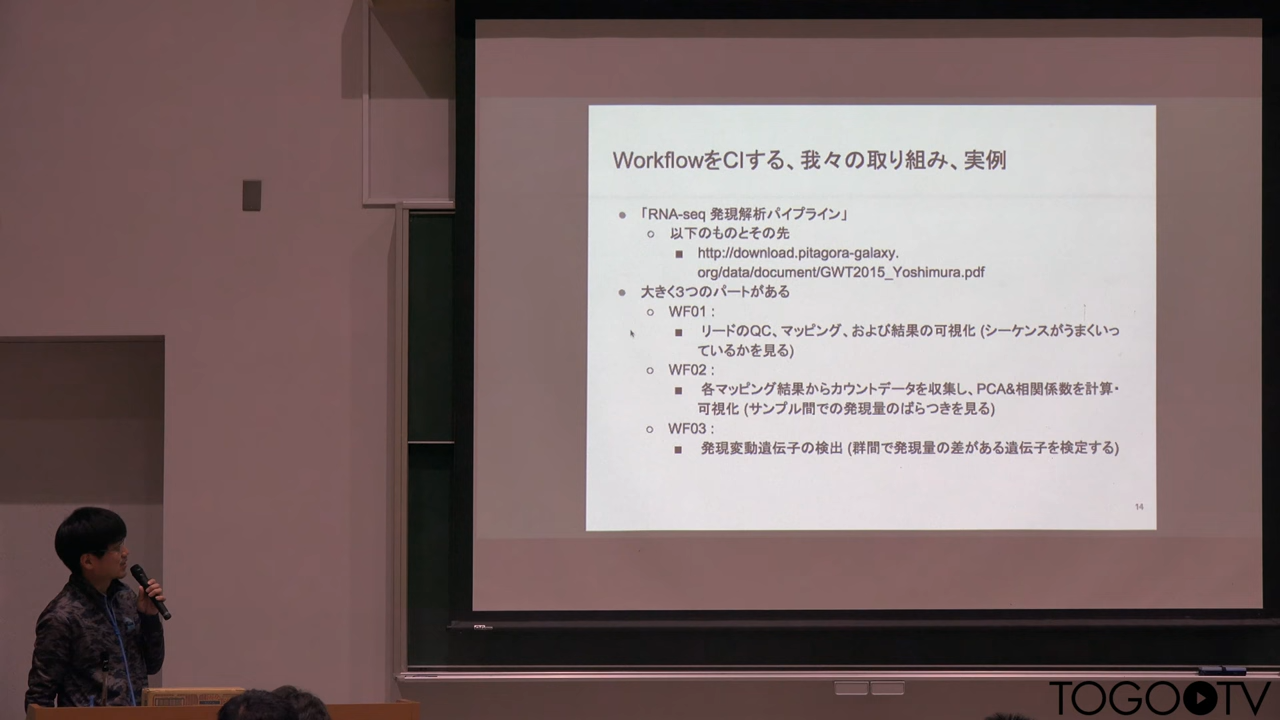 WorkflowをCIする、我々の取り組み、実例
● 「RNA-seq 発現解析パイプライン」
○ 以下のものとその先
■ http://download.pitagora-galaxy.
org/data/document/GWT2015_Yoshimura.pdf
● 大きく3つのパートがある
○ WF01 :
■ リードのQC、マッピング、および結果の可視化 (シーケンスがうまくいっ
ているかを見る)
○ WF02 :
■ 各マッピング結果からカウントデータを収集し、PCA&相関係数を計算・
可視化 (サンプル間での発現量のばらつきを見る)
○ WF03 :
■ 発現変動遺伝子の検出 (群間で発現量の差がある遺伝子を検定する)
14
TOGOTV